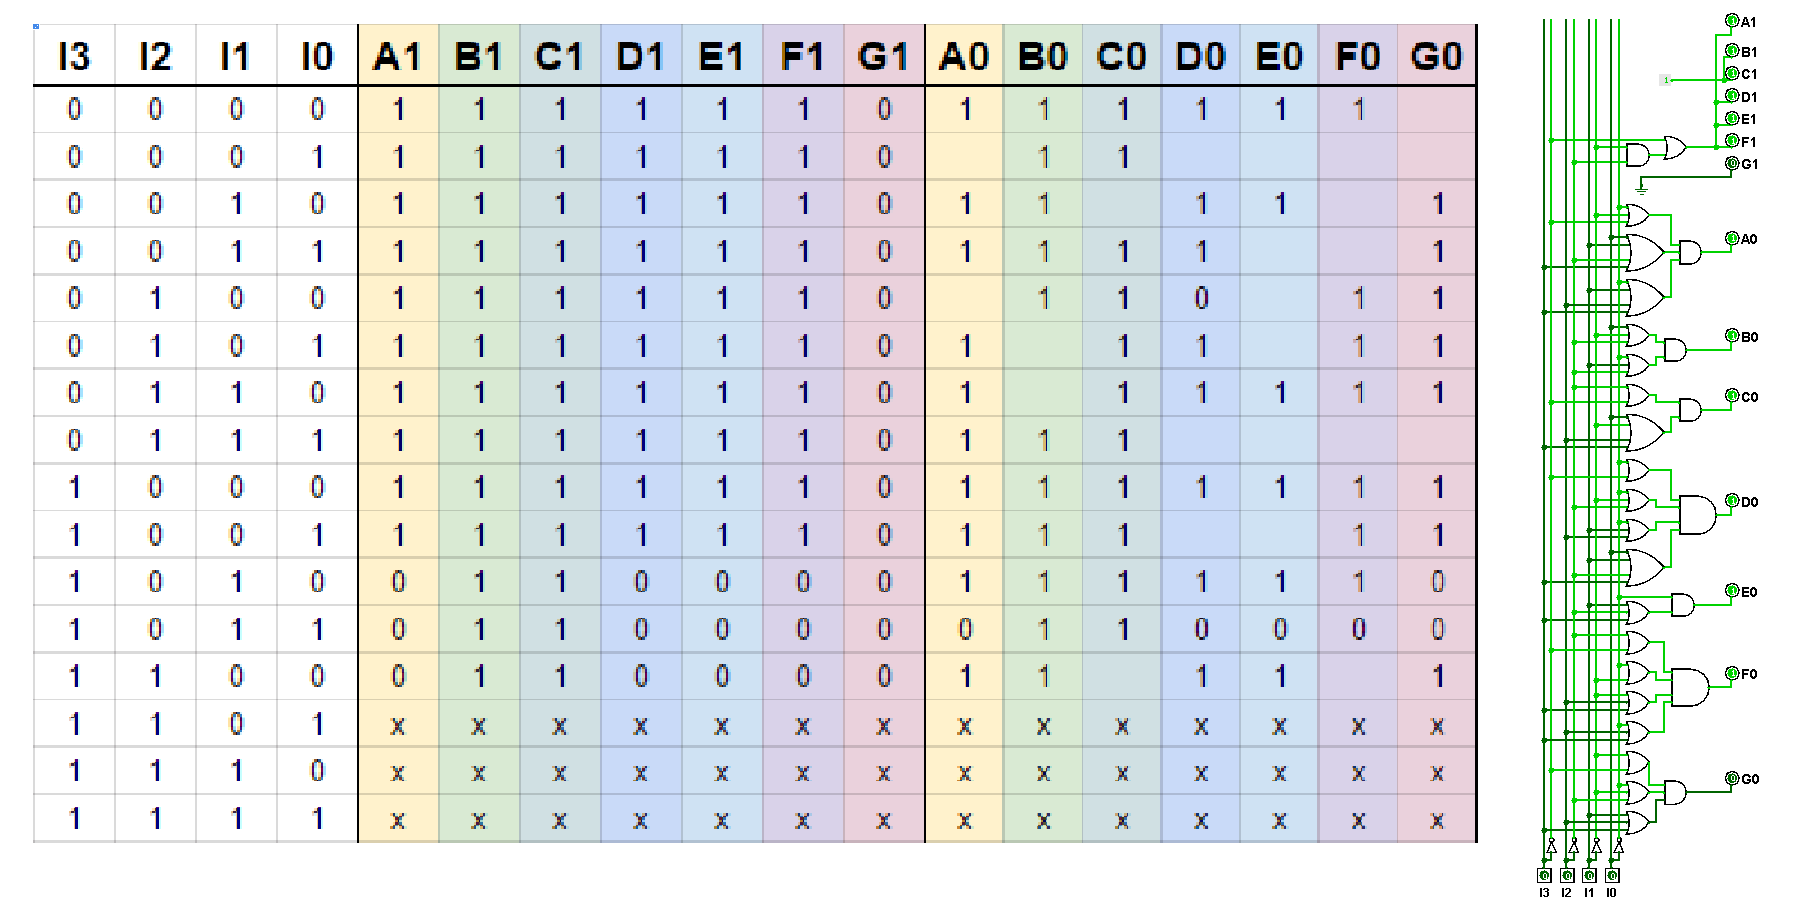 I3 I2 I1 I0 A1 B1 C1 D1 E1 F1 G1 A0 B0 C0 D0 E0 F0 G0
0 0 0 0 1 1 1 1 1 1 0 1 1 1 1 1 1
0 0 0 1 1 1 1 1 1 1 0 1 1
0 0 1 0 1 1 1 1 1 1 0 1 1 1 1 1
0 0 1 1 1 1 1 1 1 1 0 1 1 1 1 1
0 1 0 0 1 1 1 1 1 1 0 1 1 0 1 1
0 1 0 1 1 1 1 1 1 1 0 1 1 1 1 1
0 1 1 0 1 1 1 1 1 1 0 1 1 1 1 1 1
0 1 1 1 1 1 1 1 1 1 0 1 1 1
1 0 0 0 1 1 1 1 1 1 0 1 1 1 1 1 1 1
1 0 0 1 1 1 1 1 1 1 0 1 1 1 1 1
1 0 1 0 0 1 1 0 0 0 0 1 1 1 1 1 1 0
1 0 1 1 0 1 1 0 0 0 0 0 1 1 0 0 0 0
1 1 0 0 0 1 1 0 0 0 0 1 1 1 1 1
1 1 0 1 x x x x x x x x x x x x x x
1 1 1 0 x x x x x x x x x x x x x x
1 1 1 1 x x x x x x x x x x x x x x
A1
B1
1 C1
D1
E1
F1
G1
A0
B0
C0
D0
E0
F0
G0
I3 I2 I1 I0